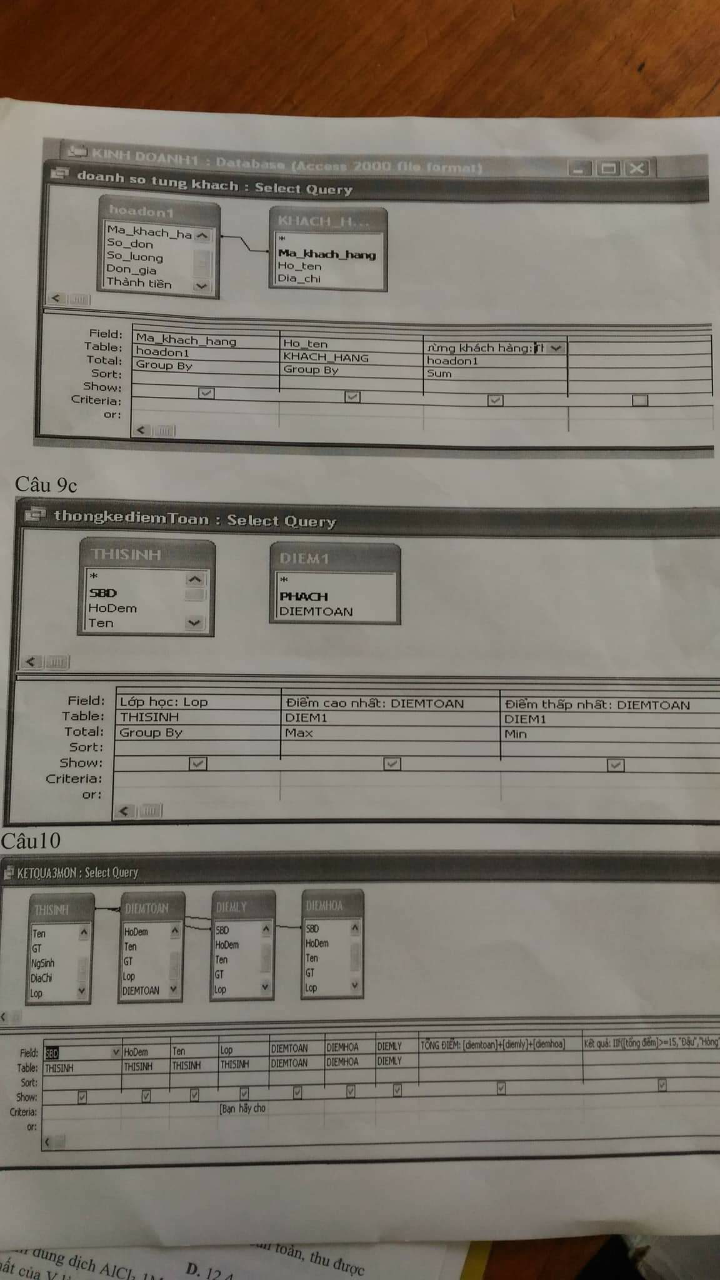 KINH DOANH1 : Database (Access 2000 file format)
doanh so tung khach : Select Query
hoadon1
Ma_khach_ha
So_don
So_luong
Don_gia
Thành tiền
KHACH_H...
*
Ma_khach_hang
Ho_ten
Dia_chi
Field: Ma_khach_hang Ho_ten rừng khách hàng:
Table: hoadon1 KHACH_HANG hoadon1
Total: Group By Group By Sum
Sort:
Show:
Criteria:
or:
Câu 9c
thongkediemToan : Select Query
THISINH
*
SBD
HoDem
Ten
DIEM1
*
PHACH
DIEMTOAN
Field: Lớp học: Lop Điểm cao nhất: DIEMTOAN Điểm thấp nhất: DIEMTOAN
Table: THISINH DIEM1 DIEM1
Total: Group By Max Min
Sort:
Show:
Criteria:
or:
Câu10
KETQUA3MON : Select Query
THISINH
Ten
GT
NgSinh
DiaChi
Lop
DIEMTOAN
HoDem
Ten
GT
Lop
DIEMTOAN
DIEMLY
SBD
HoDem
Ten
GT
Lop
DIEMHOA
SBD
HoDem
Ten
GT
Lop
Field: SBD HoDem Ten Lop DIEMTOAN DIEMHOA DIEMLY TỔNG ĐIỂM: [diemtoan]+[diemly]+[diemhoa] Kết quả: IIF([tổng điểm]>=15,"Đậu","Hỏng"
Table: THISINH THISINH THISINH THISINH DIEMTOAN DIEMHOA DIEMLY
Sort:
Show:
Criteria: [Ban hãy cho
or:
dung dịch AlCl₃ 1M
toàn, thu được
ất của V
D. 12,4